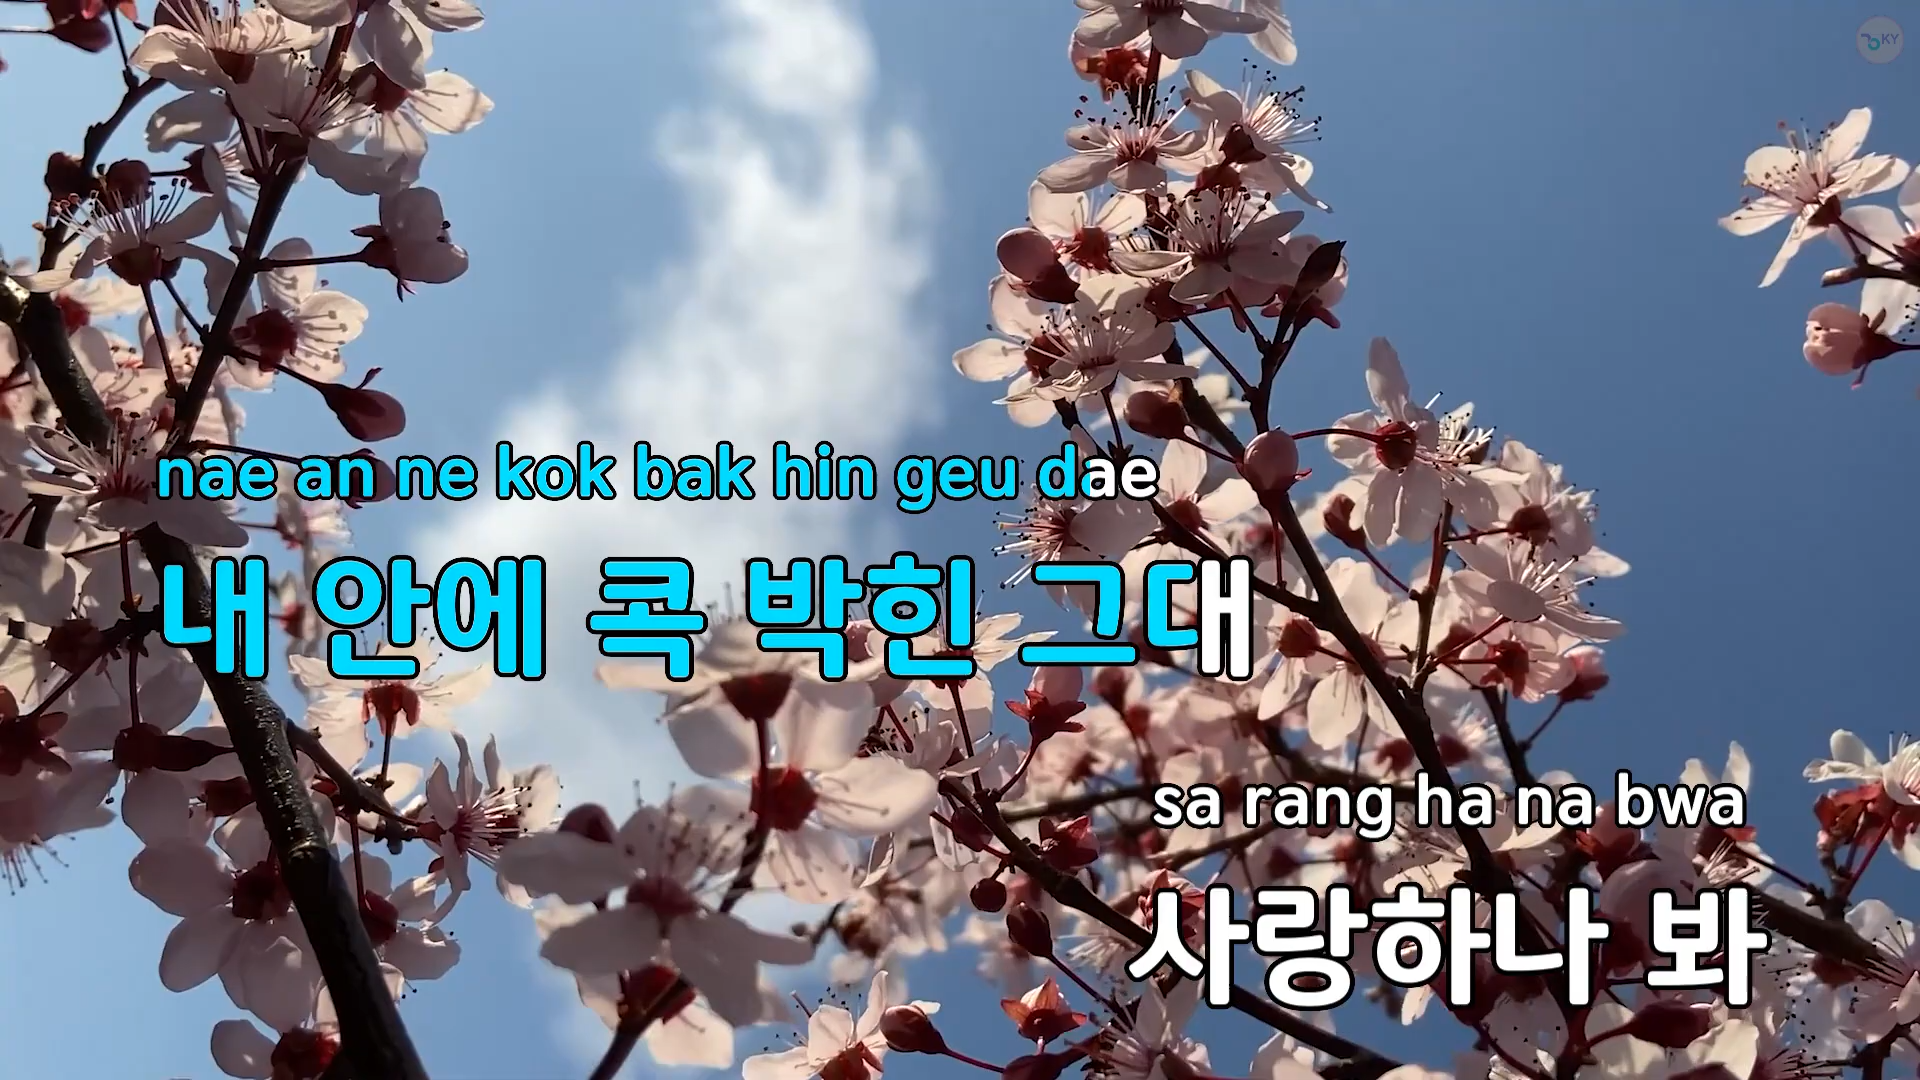 KY
nae an ne kok bak hin geu dae
내 안에 콕 박힌 그대
sa rang ha na bwa
사랑하나 봐